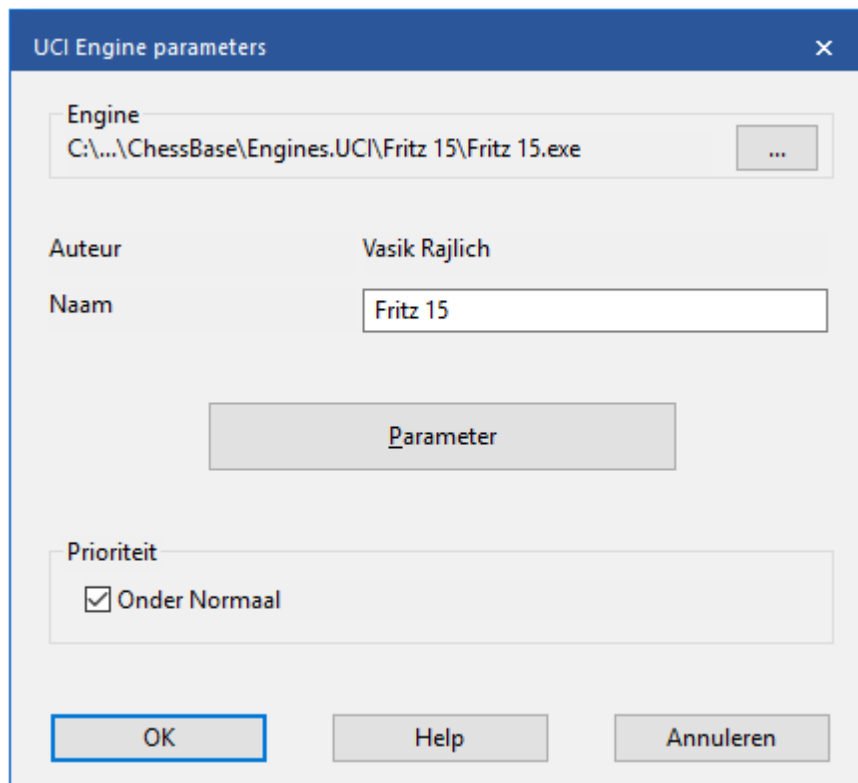 UCI Engine parameters
Engine
C:\...\ChessBase\Engines.UCI\Fritz 15\Fritz 15.exe
...
Auteur Vasik Rajlich
Naam Fritz 15
Parameter
Prioriteit
Onder Normaal
OK Help Annuleren